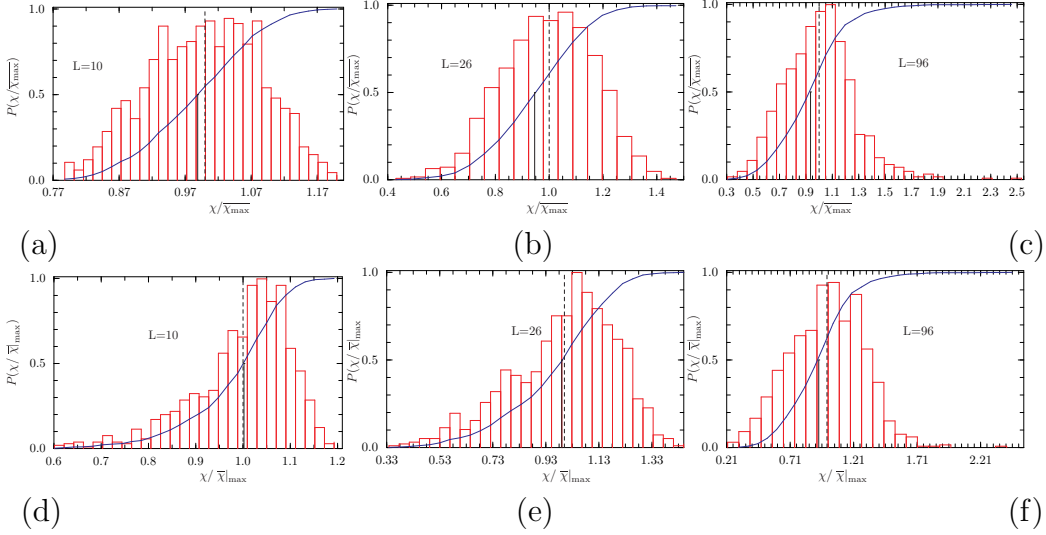 1.0
0.5
0.0
P(χ/χ̅m̅a̅x̅)
L=10
0.77 0.87 0.97 1.07 1.17
χ/χ̅m̅a̅x̅
(a)
1.0
0.5
0.0
P(χ/χ̅m̅a̅x̅)
L=26
0.4 0.6 0.8 1.0 1.2 1.4
χ/χ̅m̅a̅x̅
(b)
1.0
0.5
0.0
P(χ/χ̅m̅a̅x̅)
L=96
0.3 0.5 0.7 0.9 1.1 1.3 1.5 1.7 1.9 2.1 2.3 2.5
χ/χ̅m̅a̅x̅
(c)
1.0
0.5
0.0
P(χ/ χ̅|max)
L=10
0.6 0.7 0.8 0.9 1.0 1.1 1.2
χ/ χ̅|max
(d)
1.0
0.5
0.0
P(χ/ χ̅|max)
L=26
0.33 0.53 0.73 0.93 1.13 1.33
χ/ χ̅|max
(e)
1.0
0.5
0.0
P(χ/ χ̅|max)
L=96
0.21 0.71 1.21 1.71 2.21
χ/ χ̅|max
(f)